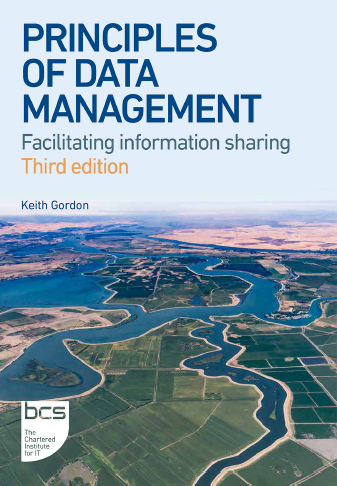 PRINCIPLES
OF DATA
MANAGEMENT
Facilitating information sharing
Third edition
Keith Gordon
bcs
The
Chartered
Institute
for IT